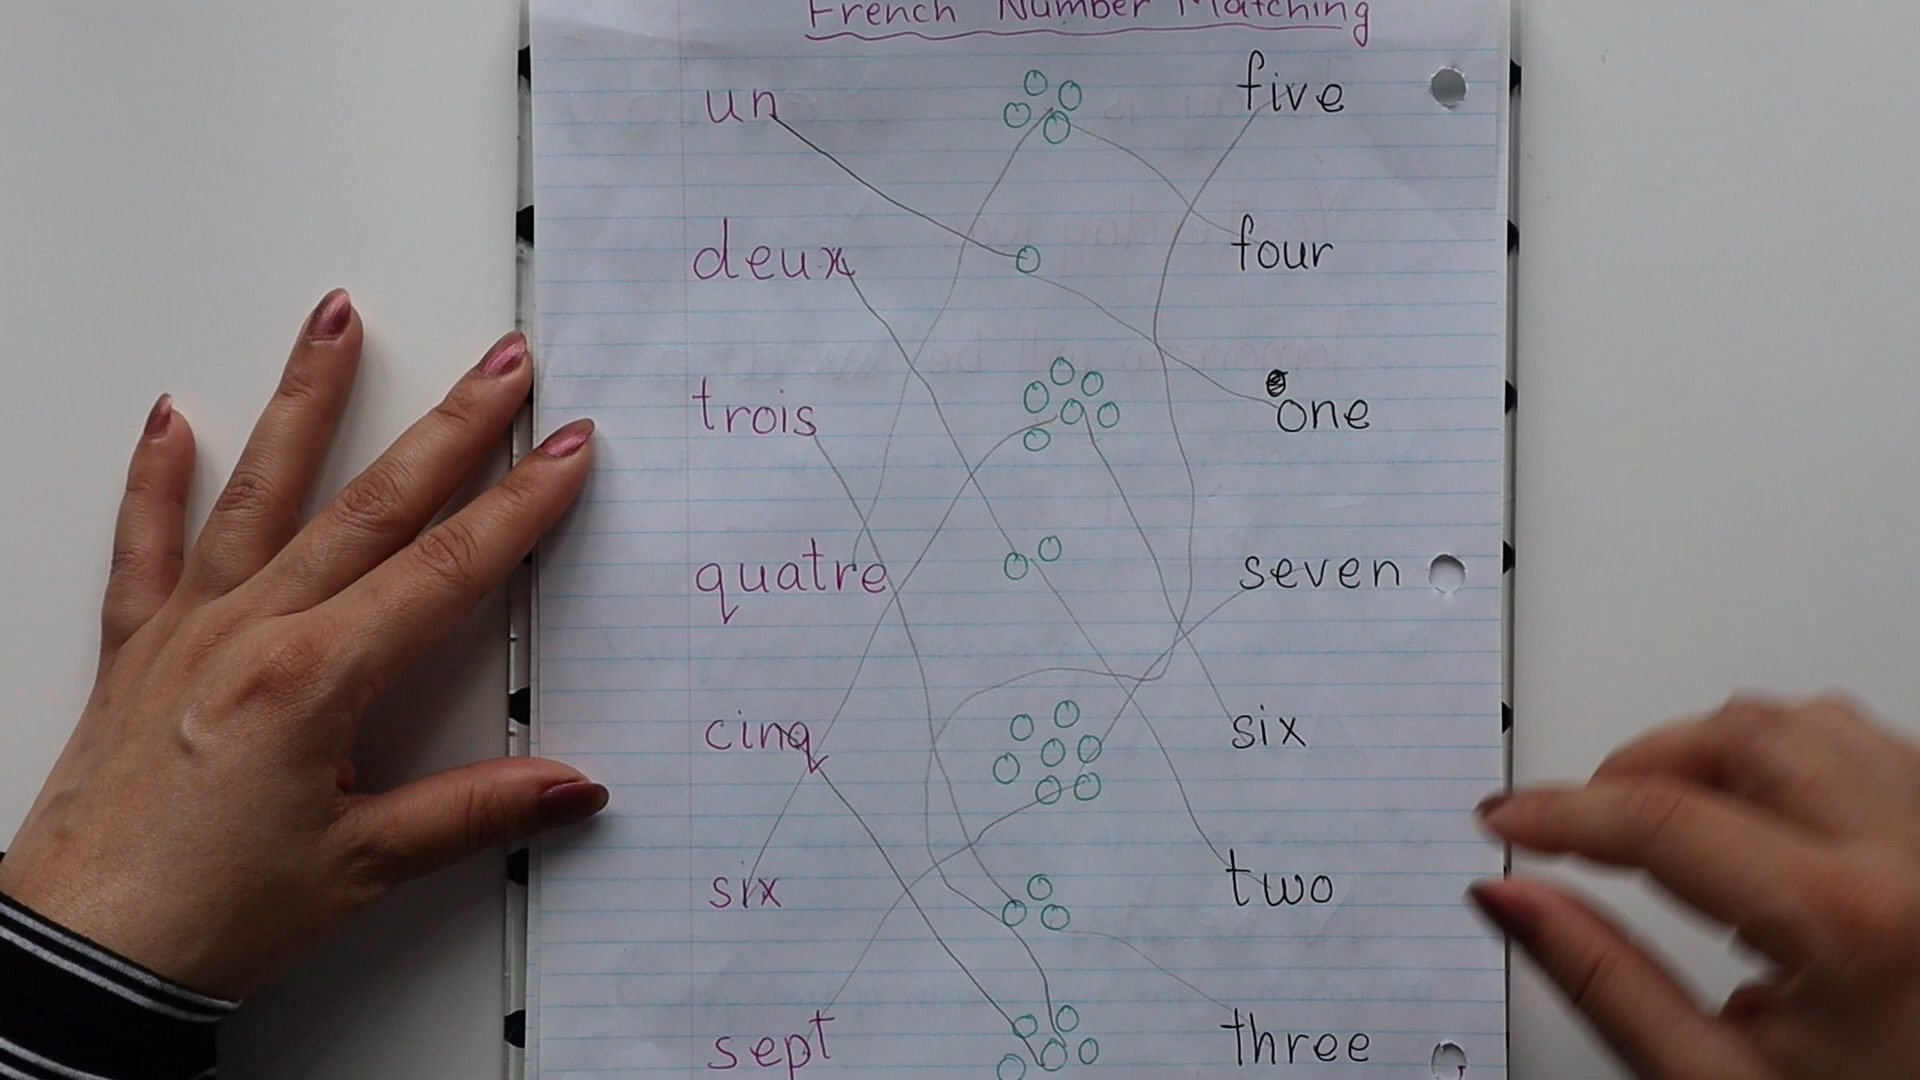 French Number Matching
un five
deux four
trois one
quatre seven
cinq six
six two
sept three